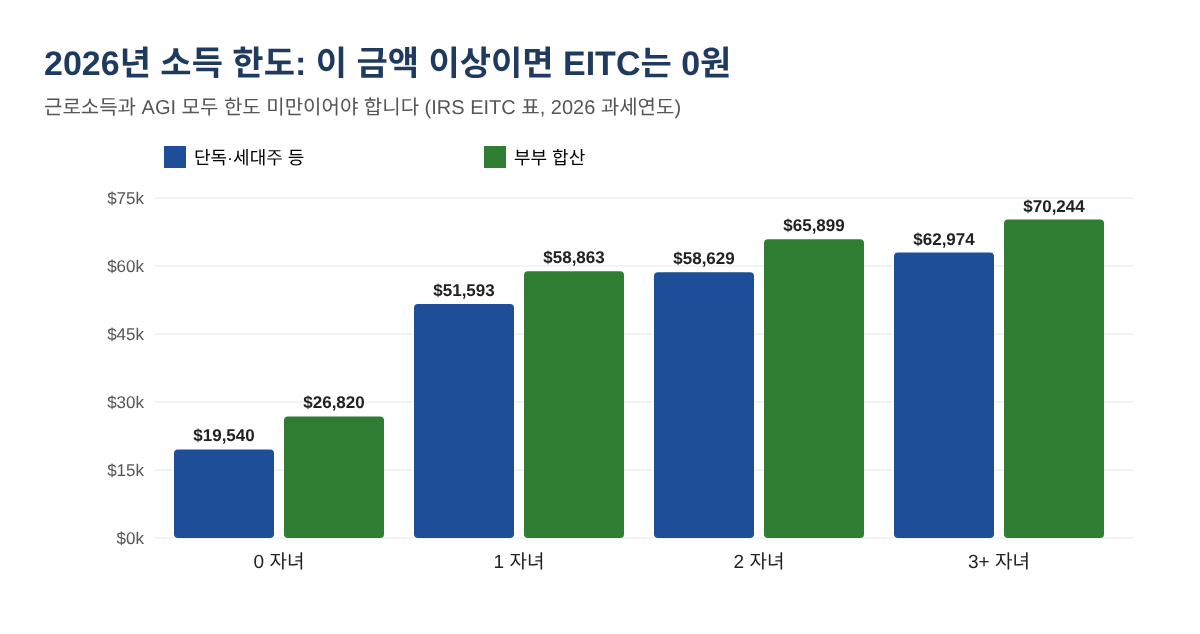 2026년 소득 한도: 이 금액 이상이면 EITC는 0원
근로소득과 AGI 모두 한도 미만이어야 합니다 (IRS EITC 표, 2026 과세연도)
단독·세대주 등 부부 합산
$75k
$60k
$45k
$30k
$15k
$0k
$19,540
$26,820
$51,593
$58,863
$58,629
$65,899
$62,974
$70,244
0 자녀 1 자녀 2 자녀 3+ 자녀